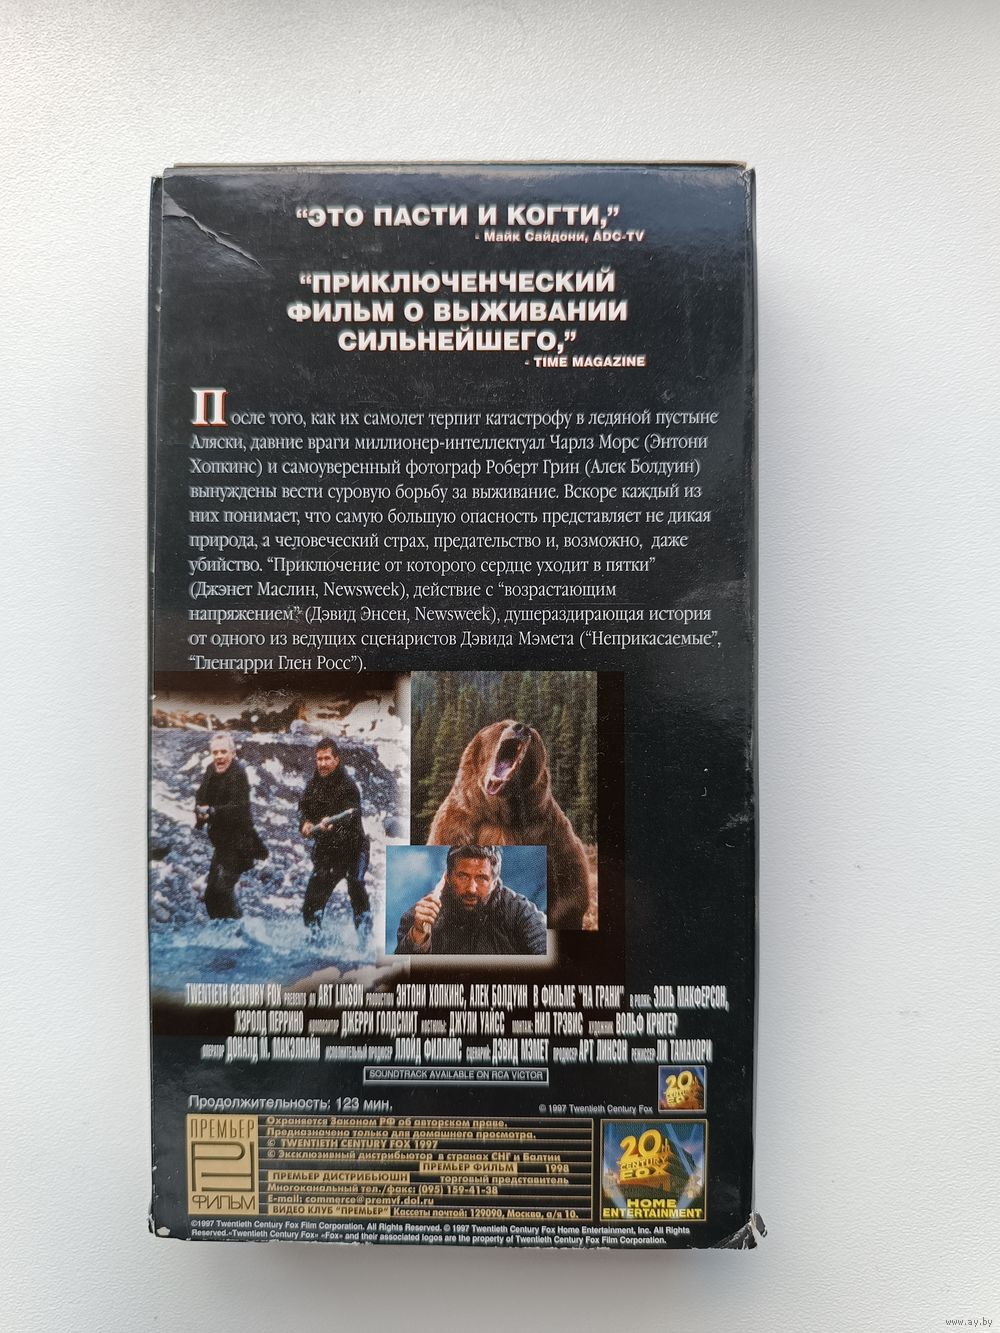 “ЭТО ПАСТИ И КОГТИ,”
- Майк Сайдони, ADC-TV
“ПРИКЛЮЧЕНЧЕСКИЙ
ФИЛЬМ О ВЫЖИВАНИИ
СИЛЬНЕЙШЕГО,”
- TIME MAGAZINE
После того, как их самолет терпит катастрофу в ледяной пустыне
Аляски, давние враги миллионер-интеллектуал Чарлз Морс (Энтони
Хопкинс) и самоуверенный фотограф Роберт Грин (Алек Болдуин)
вынуждены вести суровую борьбу за выживание. Вскоре каждый из
них понимает, что самую большую опасность представляет не дикая
природа, а человеческий страх, предательство и, возможно, даже
убийство. “Приключение от которого сердце уходит в пятки”
(Джэнет Маслин, Newsweek), действие с “возрастающим
напряжением” (Дэвид Энсен, Newsweek), душераздирающая история
от одного из ведущих сценаристов Дэвида Мэмета (“Неприкасаемые”,
“Гленгарри Глен Росс”).
TWENTIETH CENTURY FOX PRESENTS AN ART LINSON PRODUCTION ЭНТОНИ ХОПКИНС, АЛЕК БОЛДУИН В ФИЛЬМЕ "НА ГРАНИ" В РОЛЯХ: ЭЛЛЬ МАКФЕРСОН,
ХЭРОЛД ПЕРРИНО КОМПОЗИТОР ДЖЕРРИ ГОЛДСМИТ КОСТЮМЫ: ДЖУЛИ УАЙСС МОНТАЖ: НИЛ ТРЭВИС ХУДОЖНИК ВОЛЬФ КРЮГЕР
ОПЕРАТОР ДОНАЛД М. МАКЭЛПАЙН ИСПОЛНИТЕЛЬНЫЙ ПРОДЮСЕР ЛЛОЙД ФИЛЛИПС СЦЕНАРИЙ: ДЭВИД МЭМЕТ ПРОДЮСЕР АРТ ЛИНСОН РЕЖИССЕР ЛИ ТАМАХОРИ
SOUNDTRACK AVAILABLE ON RCA VICTOR
Продолжительность: 123 мин.
© 1997 Twentieth Century Fox
20th
CENTURY
FOX
ПРЕМЬЕР
ФИЛЬМ
Охраняется Законом РФ об авторском праве.
Предназначено только для домашнего просмотра.
© TWENTIETH CENTURY FOX 1997
© Эксклюзивный дистрибьютор в странах СНГ и Балтии
ПРЕМЬЕР ФИЛЬМ 1998
ПРЕМЬЕР ДИСТРИБЬЮШН торговый представитель
Многоканальный тел./факс: (095) 159-41-38
E-mail: commerce@premvf.dol.ru
ВИДЕО КЛУБ "ПРЕМЬЕР" Кассеты почтой: 129090, Москва, а/я 10.
20th
CENTURY
FOX
HOME
ENTERTAINMENT
©1997 Twentieth Century Fox Film Corporation. All Rights Reserved. © 1997 Twentieth Century Fox Home Entertainment, Inc. All Rights
Reserved.«Twentieth Century Fox» «Fox» and their associated logos are the property of Twentieth Century Fox Film Corporation.
www.ay.by